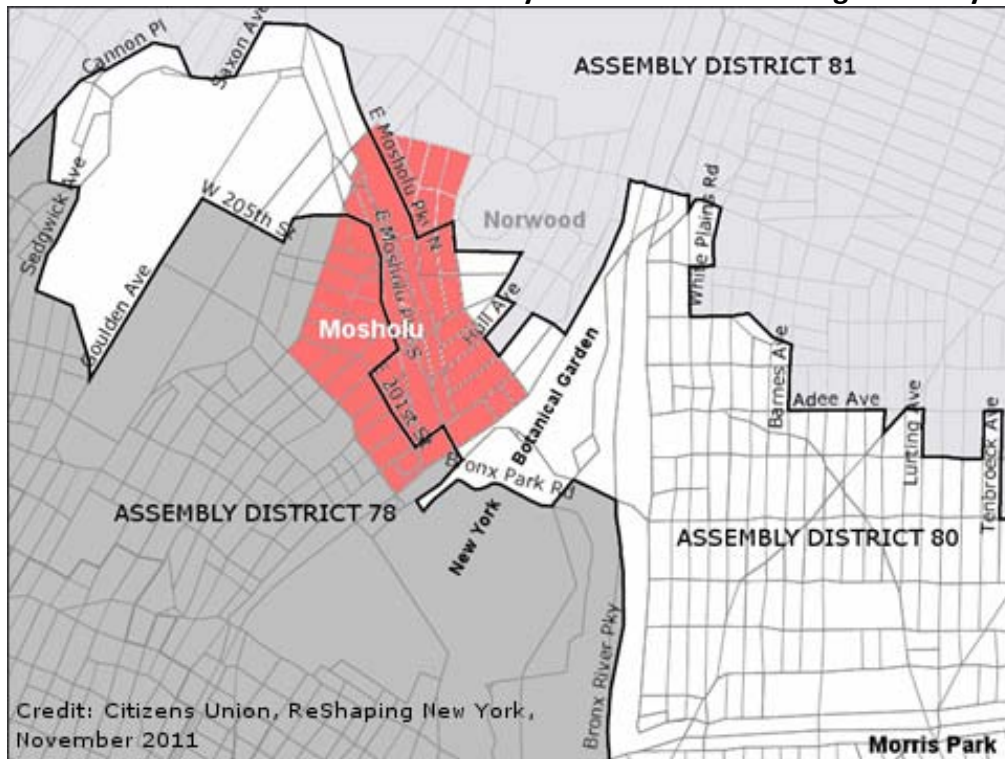 Cannon Pl
Saxon Ave
ASSEMBLY DISTRICT 81
E Mosholu Pky N
Sedgwick Ave
W 205th St
Norwood
White Plains Rd
Goulden Ave
Mosholu
E Mosholu Pky S
Hull Ave
Botanical Garden
Barnes Ave
Adee Ave
Lurting Ave
Tenbroeck Ave
E 201st St
Bronx Park Rd
ASSEMBLY DISTRICT 78
New York
ASSEMBLY DISTRICT 80
Bronx River Pky
Credit: Citizens Union, ReShaping New York,
November 2011
Morris Park